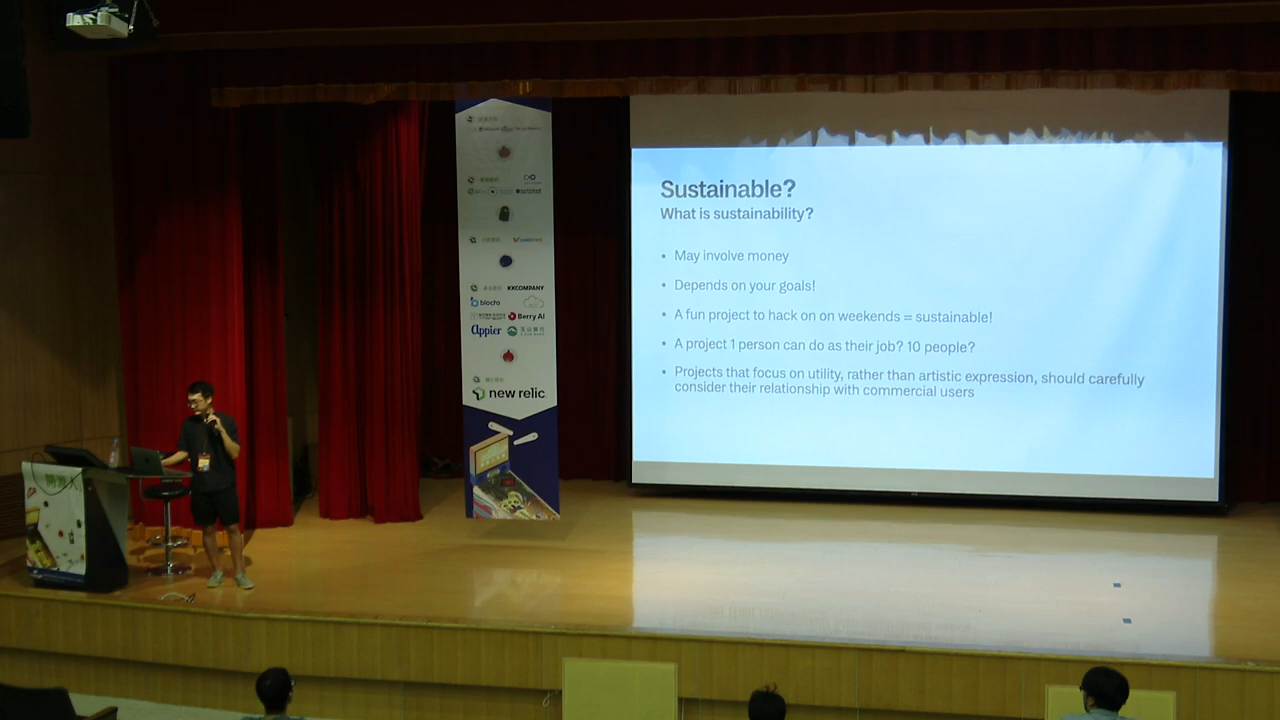 Sustainable?
What is sustainability?
• May involve money
• Depends on your goals!
• A fun project to hack on on weekends = sustainable!
• A project 1 person can do as their job? 10 people?
• Projects that focus on utility, rather than artistic expression, should carefully
consider their relationship with commercial users
KKCOMPANY
blocto
Berry AI
Appier
new relic